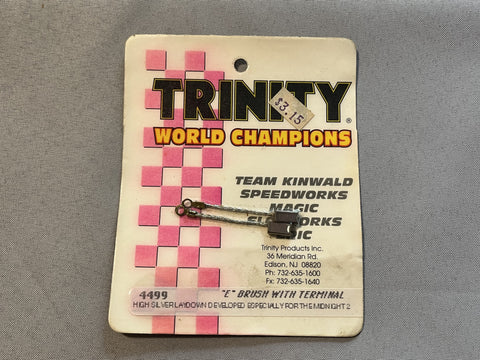 TRINITY®
$3.15
WORLD CHAMPIONS
TEAM KINWALD
SPEEDWORKS
MAGIC
Trinity Products Inc.
36 Meridian Rd.
Edison, NJ 08820
Ph: 732-635-1600
Fx: 732-635-1640
4499 "E" BRUSH WITH TERMINAL
HIGH SILVER LAYDOWN DEVELOPED ESPECIALLY FOR THE MIDNIGHT 2